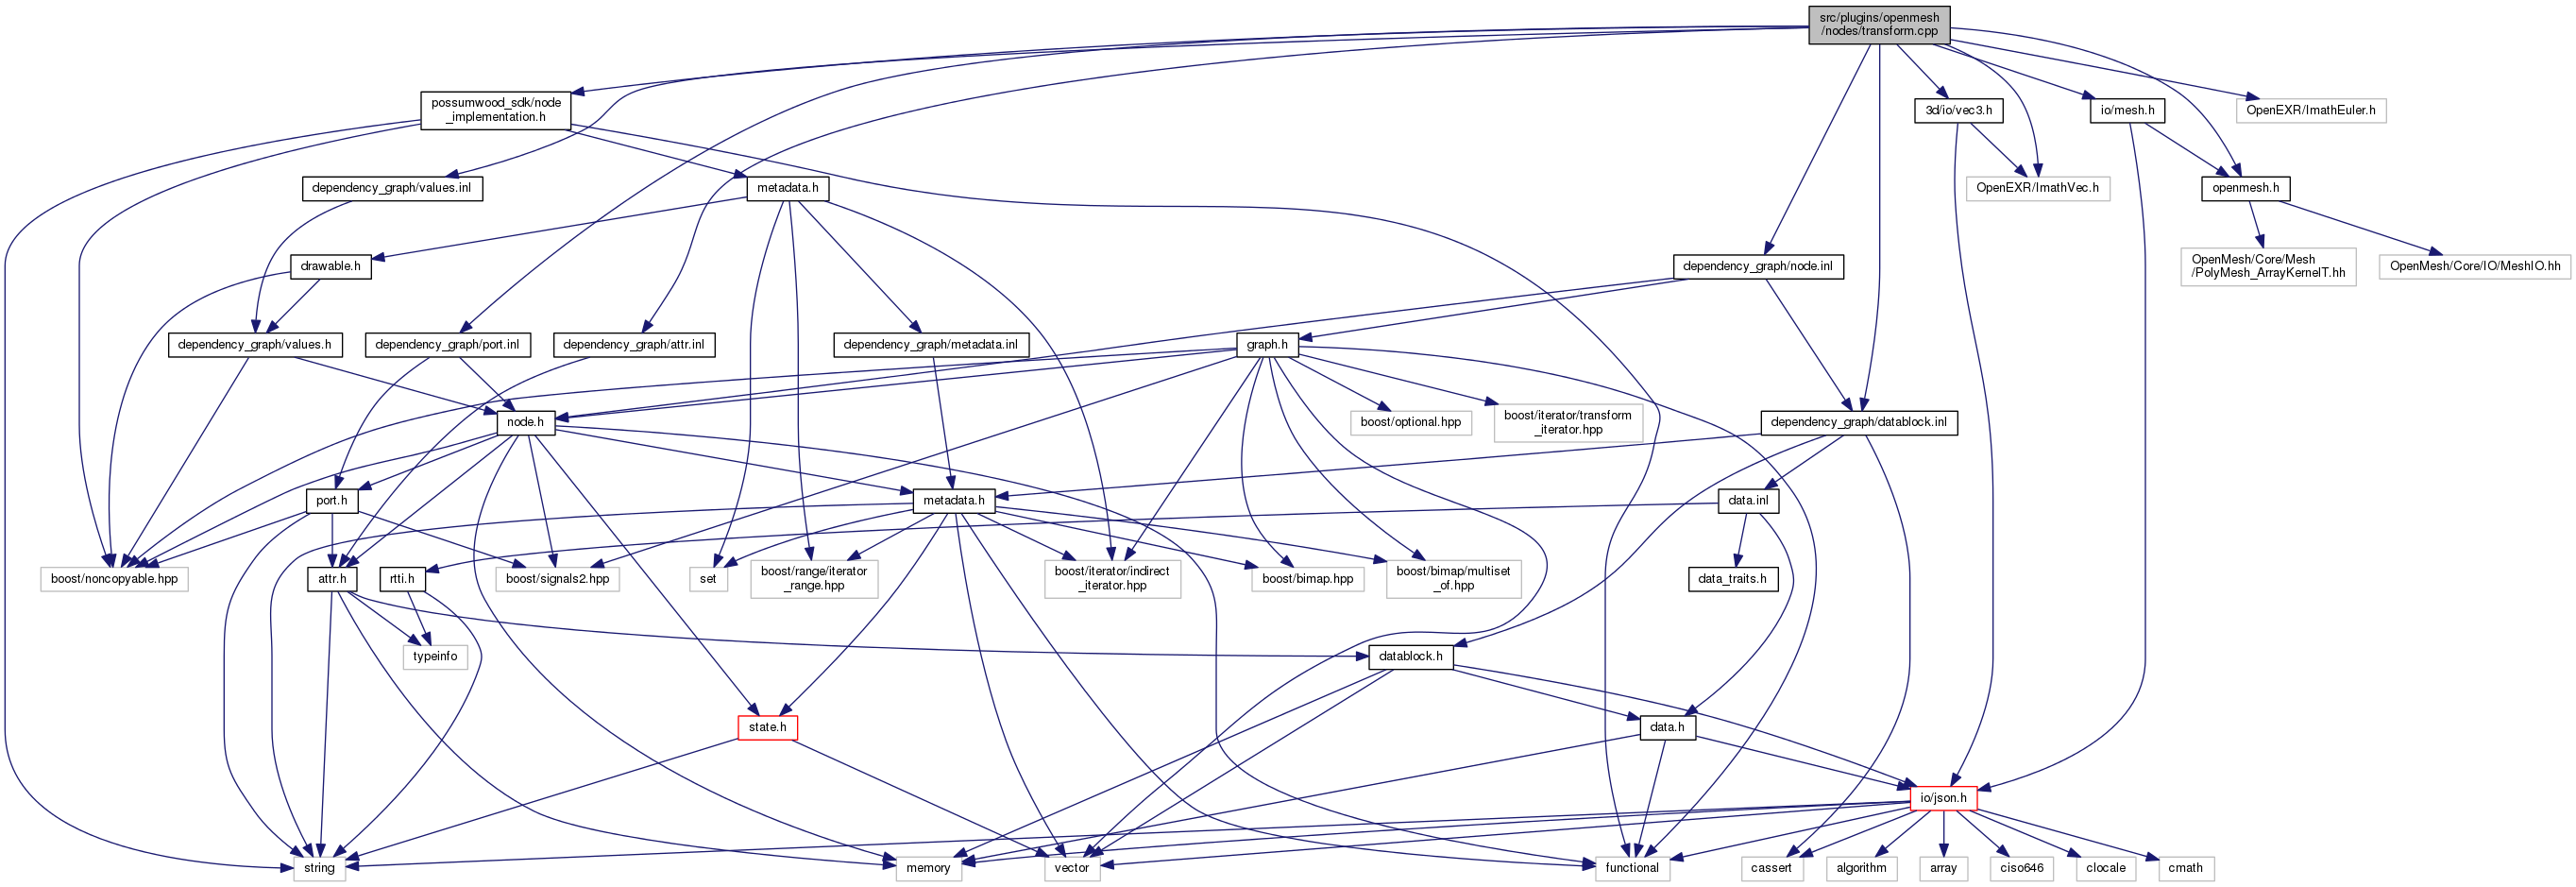 src/plugins/openmesh
/nodes/transform.cpp
possumwood_sdk/node
_implementation.h
3d/io/vec3.h
io/mesh.h
OpenEXR/ImathEuler.h
dependency_graph/values.inl
metadata.h
OpenEXR/ImathVec.h
openmesh.h
drawable.h
dependency_graph/node.inl
OpenMesh/Core/Mesh
/PolyMesh_ArrayKernelT.hh
OpenMesh/Core/IO/MeshIO.hh
dependency_graph/values.h
dependency_graph/port.inl
dependency_graph/attr.inl
dependency_graph/metadata.inl
graph.h
node.h
boost/optional.hpp
boost/iterator/transform
_iterator.hpp
dependency_graph/datablock.inl
port.h
metadata.h
data.inl
boost/noncopyable.hpp
attr.h
rtti.h
boost/signals2.hpp
set
boost/range/iterator
_range.hpp
boost/iterator/indirect
_iterator.hpp
boost/bimap.hpp
boost/bimap/multiset
_of.hpp
data_traits.h
typeinfo
datablock.h
state.h
data.h
io/json.h
string
memory
vector
functional
cassert
algorithm
array
ciso646
clocale
cmath